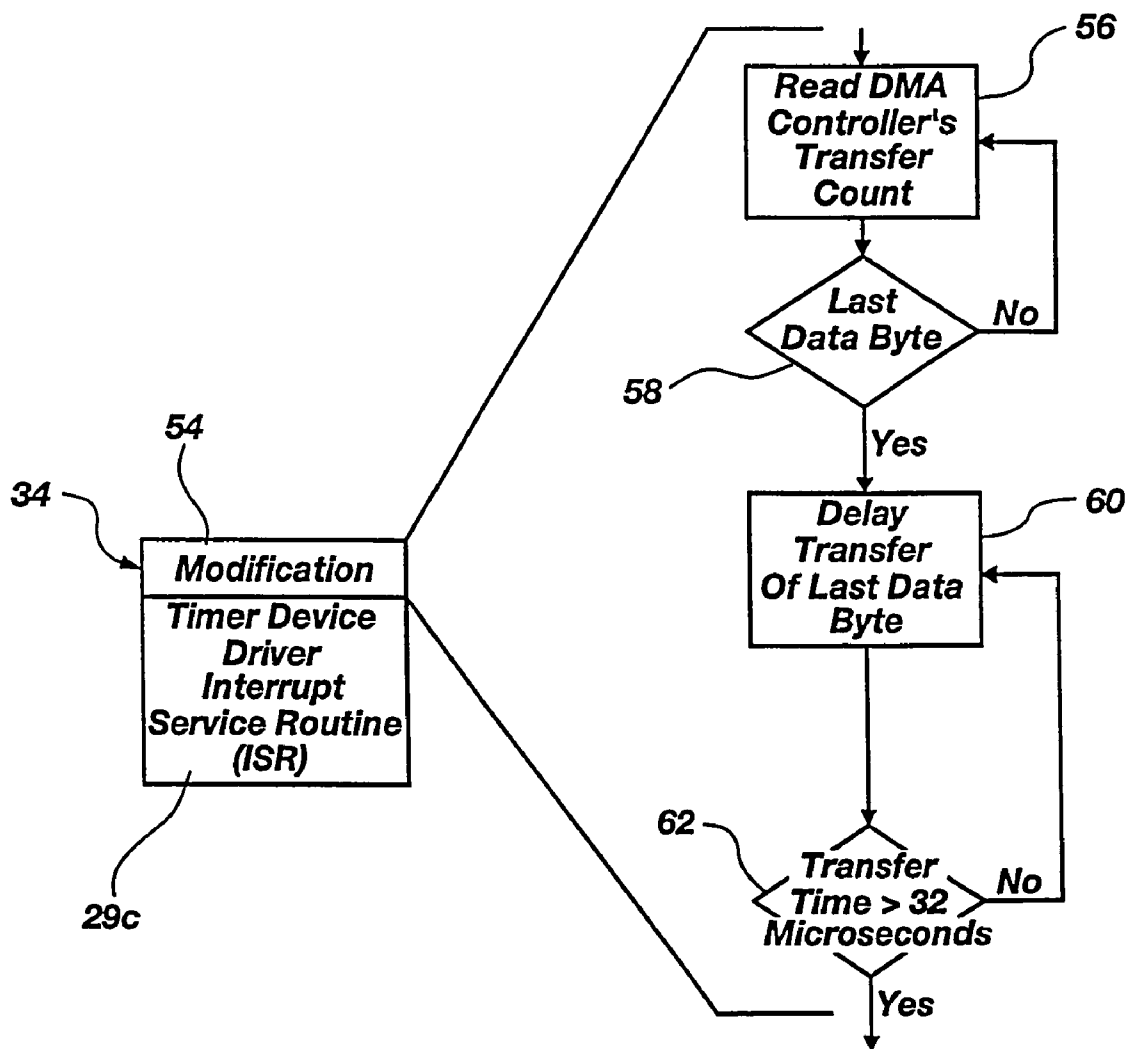 56
Read DMA
Controller's
Transfer
Count
Last
Data Byte
No
58
Yes
54
34
Modification
Timer Device
Driver
Interrupt
Service Routine
(ISR)
29c
Delay
Transfer
Of Last Data
Byte
60
62
Transfer
Time > 32
Microseconds
No
Yes